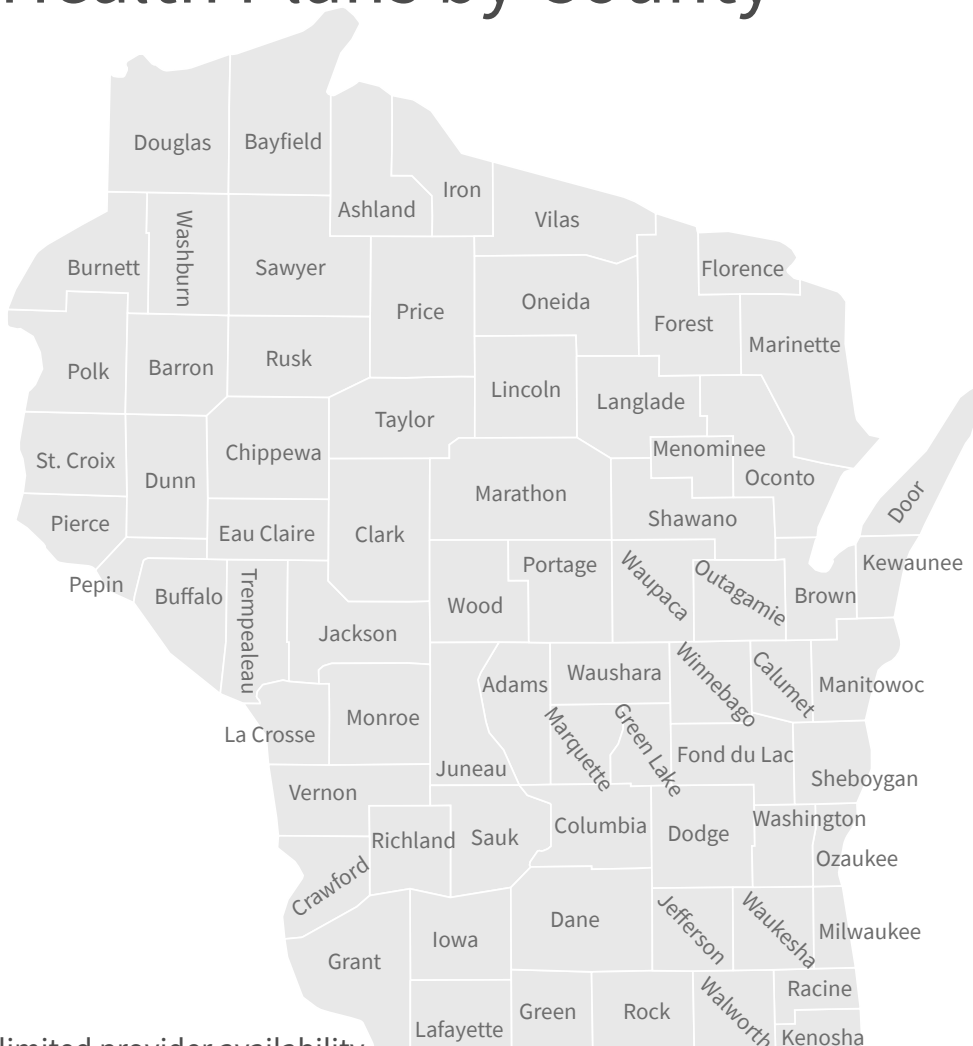 Health Plans by County
Douglas
Bayfield
Iron
Ashland
Vilas
Washburn
Burnett
Sawyer
Florence
Price
Oneida
Forest
Marinette
Polk
Barron
Rusk
Lincoln
Langlade
Taylor
St. Croix
Dunn
Chippewa
Menominee
Oconto
Marathon
Door
Pierce
Eau Claire
Clark
Shawano
Pepin
Buffalo
Trempealeau
Portage
Waupaca
Outagamie
Kewaunee
Brown
Wood
Jackson
Adams
Waushara
Winnebago
Calumet
Manitowoc
La Crosse
Monroe
Marquette
Green Lake
Fond du Lac
Juneau
Sheboygan
Vernon
Richland
Sauk
Columbia
Dodge
Washington
Ozaukee
Crawford
Dane
Jefferson
Waukesha
Milwaukee
Iowa
Grant
Racine
Green
Rock
Walworth
Lafayette
Kenosha
limited provider availability